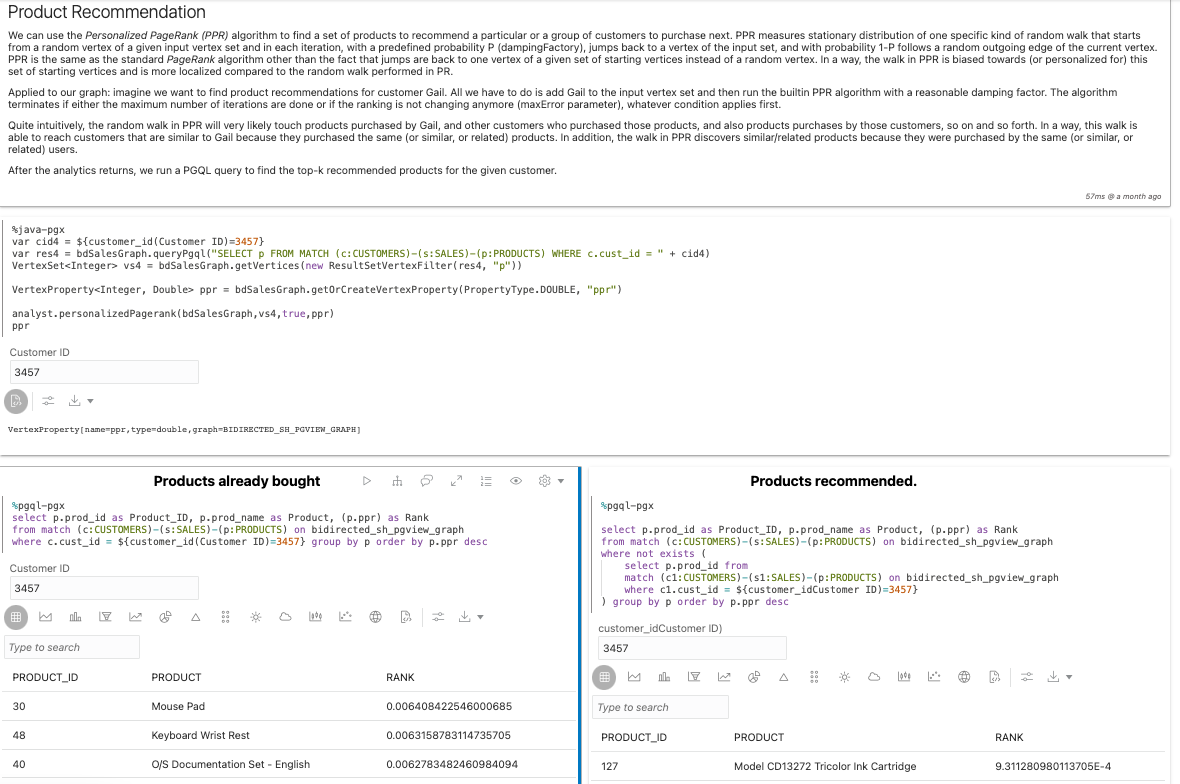 Product Recommendation
We can use the Personalized PageRank (PPR) algorithm to find a set of products to recommend a particular or a group of customers to purchase next. PPR measures stationary distribution of one specific kind of random walk that starts
from a random vertex of a given input vertex set and in each iteration, with a predefined probability P (dampingFactory), jumps back to a vertex of the input set, and with probability 1-P follows a random outgoing edge of the current vertex.
PPR is the same as the standard PageRank algorithm other than the fact that jumps are back to one vertex of a given set of starting vertices instead of a random vertex. In a way, the walk in PPR is biased towards (or personalized for) this
set of starting vertices and is more localized compared to the random walk performed in PR.
Applied to our graph: imagine we want to find product recommendations for customer Gail. All we have to do is add Gail to the input vertex set and then run the builtin PPR algorithm with a reasonable damping factor. The algorithm
terminates if either the maximum number of iterations are done or if the ranking is not changing anymore (maxError parameter), whatever condition applies first.
Quite intuitively, the random walk in PPR will very likely touch products purchased by Gail, and other customers who purchased those products, and also products purchases by those customers, so on and so forth. In a way, this walk is
able to reach customers that are similar to Gail because they purchased the same (or similar, or related) products. In addition, the walk in PPR discovers similar/related products because they were purchased by the same (or similar, or
related) users.
After the analytics returns, we run a PGQL query to find the top-k recommended products for the given customer.
57ms @ a month ago
%java-pgx
var cid4 = ${customer_id(Customer ID)=3457}
var res4 = bdSalesGraph.queryPgql("SELECT p FROM MATCH (c:CUSTOMERS)-(s:SALES)-(p:PRODUCTS) WHERE c.cust_id = " + cid4)
VertexSet<Integer> vs4 = bdSalesGraph.getVertices(new ResultSetVertexFilter(res4, "p"))
VertexProperty<Integer, Double> ppr = bdSalesGraph.getOrCreateVertexProperty(PropertyType.DOUBLE, "ppr")
analyst.personalizedPagerank(bdSalesGraph,vs4,true,ppr)
ppr
Customer ID
3457
VertexProperty[name=ppr,type=double,graph=BIDIRECTED_SH_PGVIEW_GRAPH]
Products already bought
%pgql-pgx
select p.prod_id as Product_ID, p.prod_name as Product, (p.ppr) as Rank
from match (c:CUSTOMERS)-(s:SALES)-(p:PRODUCTS) on bidirected_sh_pgview_graph
where c.cust_id = ${customer_id(Customer ID)=3457} group by p order by p.ppr desc
Customer ID
3457
Type to search
PRODUCT_ID PRODUCT RANK
30 Mouse Pad 0.006408422546000685
48 Keyboard Wrist Rest 0.0063158783114735705
40 O/S Documentation Set - English 0.0062783482460984094
Products recommended.
%pgql-pgx
select p.prod_id as Product_ID, p.prod_name as Product, (p.ppr) as Rank
from match (c:CUSTOMERS)-(s:SALES)-(p:PRODUCTS) on bidirected_sh_pgview_graph
where not exists (
select p.prod_id from
match (c1:CUSTOMERS)-(s1:SALES)-(p:PRODUCTS) on bidirected_sh_pgview_graph
where c1.cust_id = ${customer_idCustomer ID)=3457}
) group by p order by p.ppr desc
customer_idCustomer ID)
3457
Type to search
PRODUCT_ID PRODUCT RANK
127 Model CD13272 Tricolor Ink Cartridge 9.311280980113705E-4